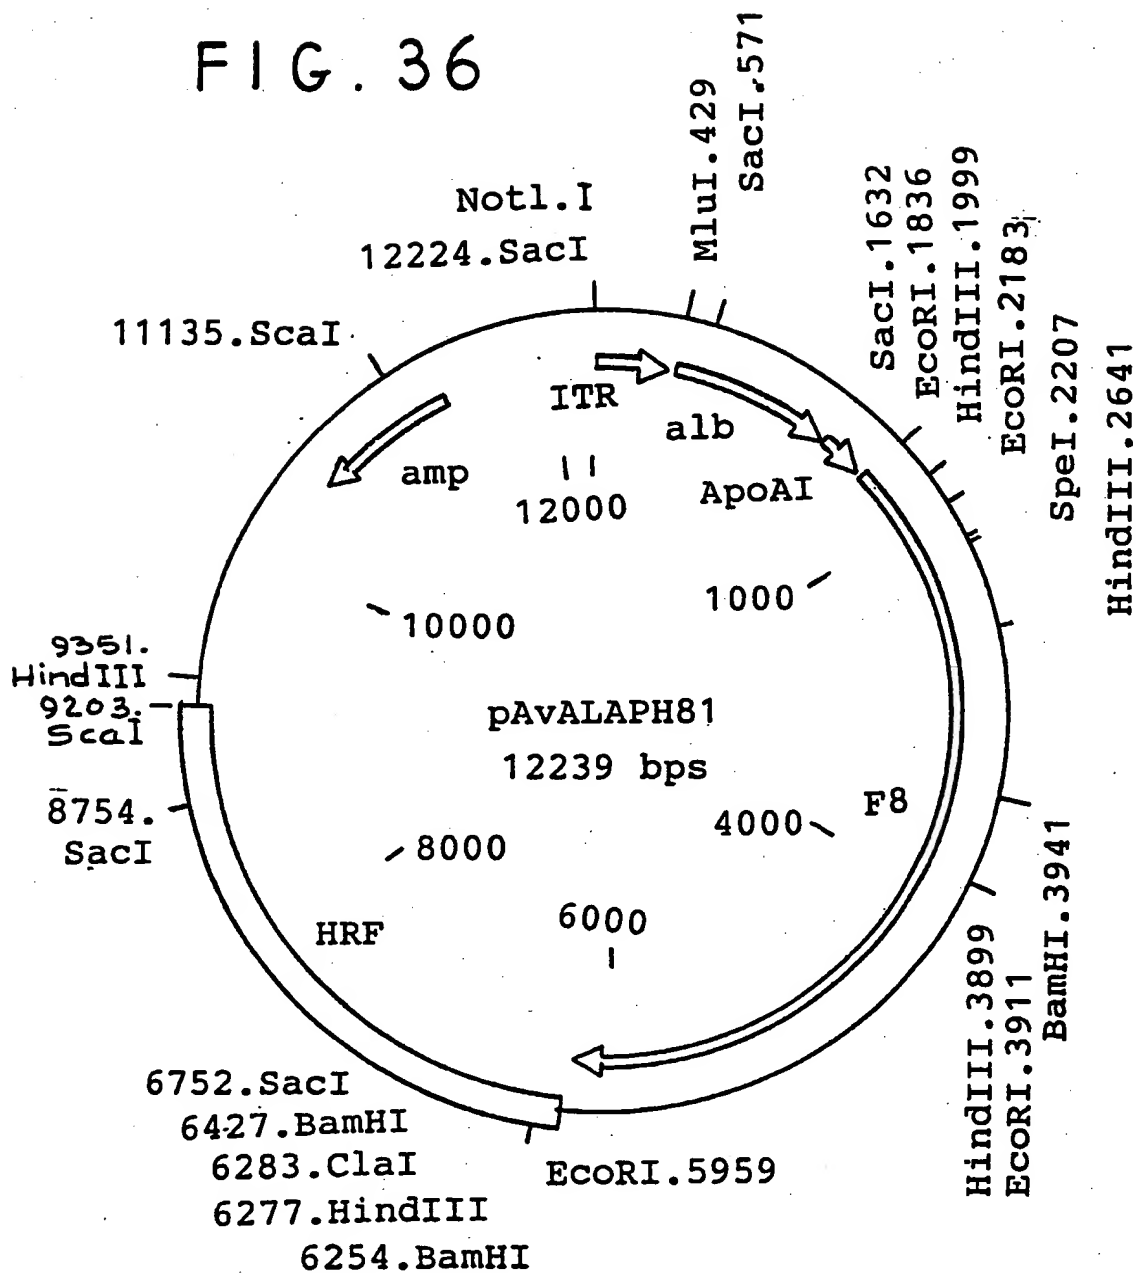 FIG. 36
NotI.I
12224.SacI
11135.ScaI
MluI.429
SacI.571
SacI.1632
EcoRI.1836
HindIII.1999
EcoRI.2183
SpeI.2207
HindIII.2641
ITR
alb
amp
ApoAI
12000
1000
10000
9351.
HindIII
9203.
ScaI
8754.
SacI
pAvALAPH81
12239 bps
F8
4000
8000
6000
HRF
BamHI.3941
HindIII.3899
EcoRI.3911
6752.SacI
6427.BamHI
6283.ClaI
6277.HindIII
6254.BamHI
EcoRI.5959